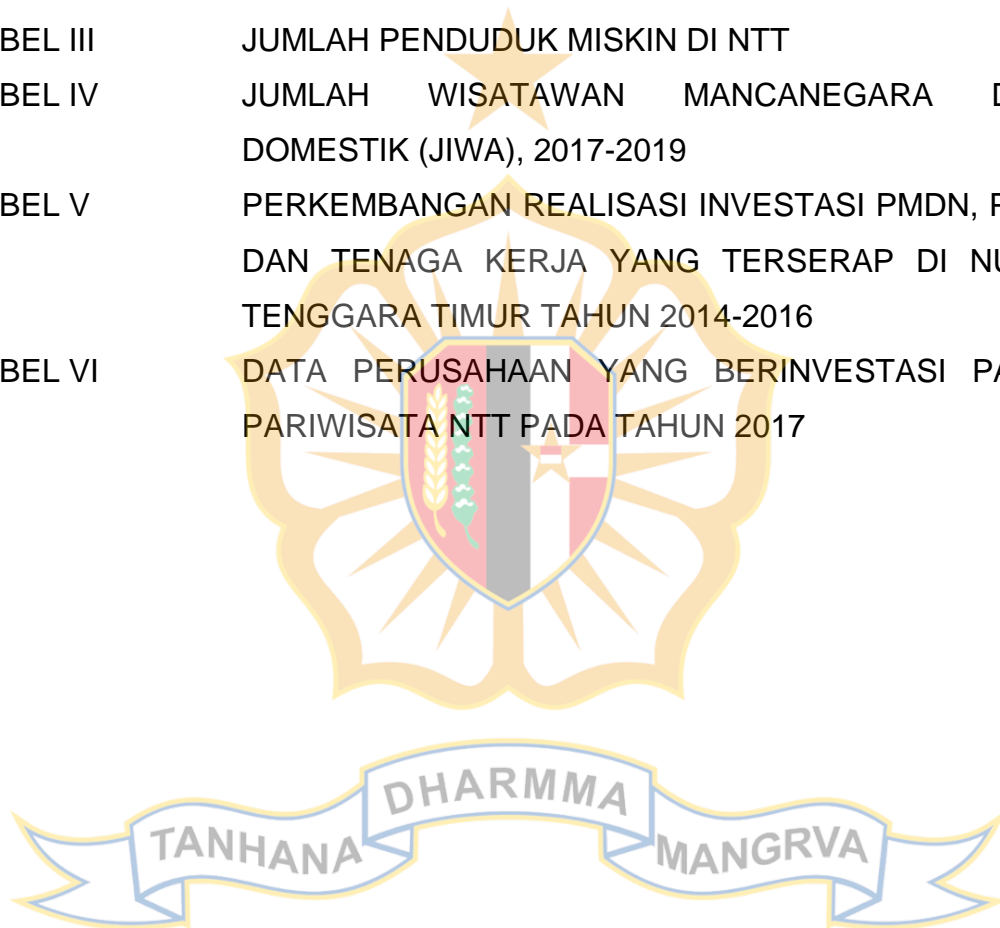 BEL III JUMLAH PENDUDUK MISKIN DI NTT
BEL IV JUMLAH WISATAWAN MANCANEGARA D
DOMESTIK (JIWA), 2017-2019
BEL V PERKEMBANGAN REALISASI INVESTASI PMDN, P
DAN TENAGA KERJA YANG TERSERAP DI NU
TENGGARA TIMUR TAHUN 2014-2016
BEL VI DATA PERUSAHAAN YANG BERINVESTASI PA
PARIWISATA NTT PADA TAHUN 2017
TANHANA DHARMMA MANGRVA